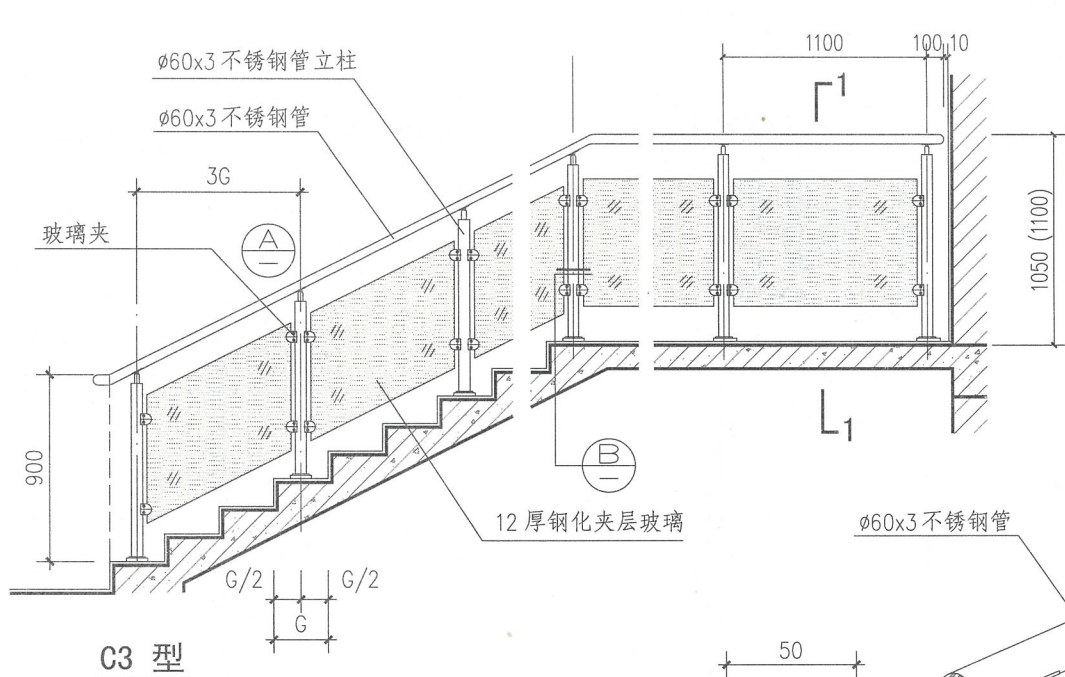 1100
100
10
ø60x3 不锈钢管立柱
1
ø60x3 不锈钢管
3G
玻璃夹
A
1050 (1100)
900
B
1
12 厚钢化夹层玻璃
ø60x3 不锈钢管
G/2
G/2
G
C3 型
50